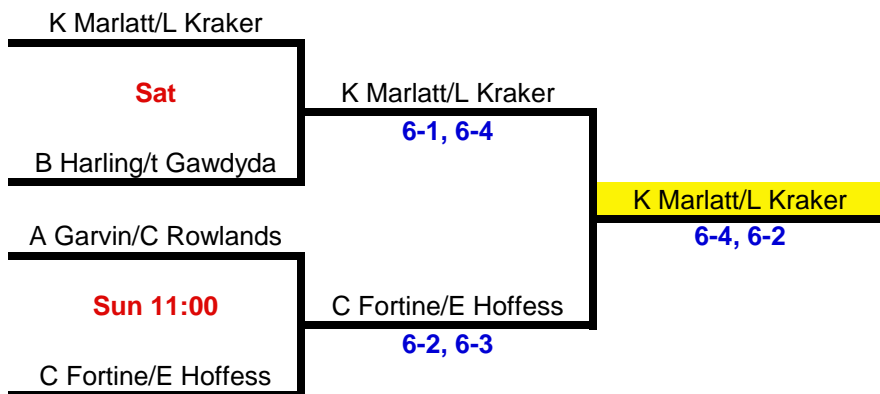 K Marlatt/L Kraker
Sat
K Marlatt/L Kraker
6-1, 6-4
B Harling/t Gawdyda
K Marlatt/L Kraker
6-4, 6-2
A Garvin/C Rowlands
Sun 11:00
C Fortine/E Hoffess
6-2, 6-3
C Fortine/E Hoffess